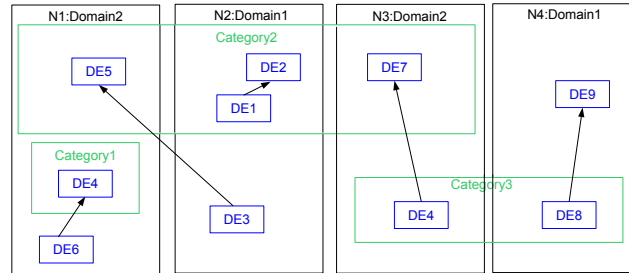 N1:Domain2
N2:Domain1
N3:Domain2
N4:Domain1
Category2
DE5
DE2
DE7
DE1
DE9
Category1
DE4
Category3
DE3
DE4
DE8
DE6